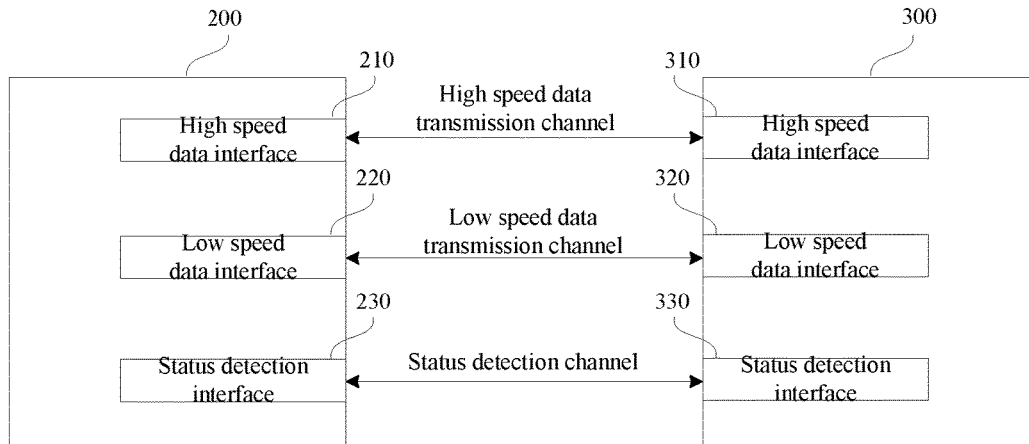 200
300
210
High speed data
transmission channel
310
High speed
data interface
High speed
data interface
220
Low speed data
transmission channel
320
Low speed
data interface
Low speed
data interface
230
330
Status detection
interface
Status detection channel
Status detection
interface